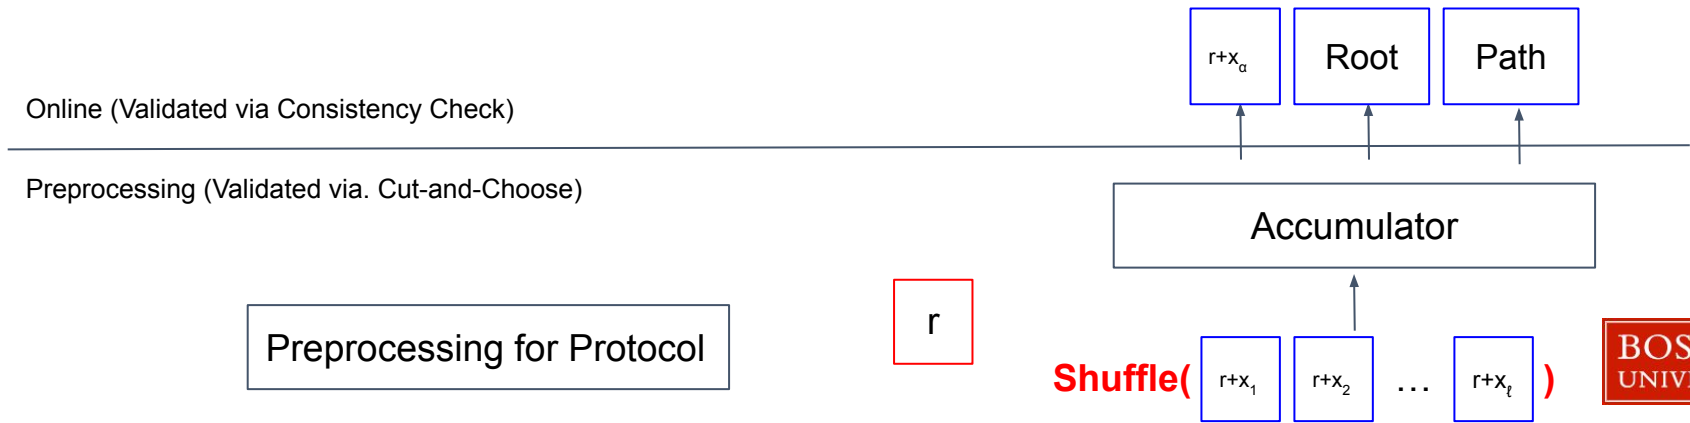 r+xα Root Path
Online (Validated via Consistency Check)
Preprocessing (Validated via. Cut-and-Choose)
Accumulator
r
Preprocessing for Protocol
Shuffle( r+x1 r+x2 ... r+xℓ )
BOS
UNIV